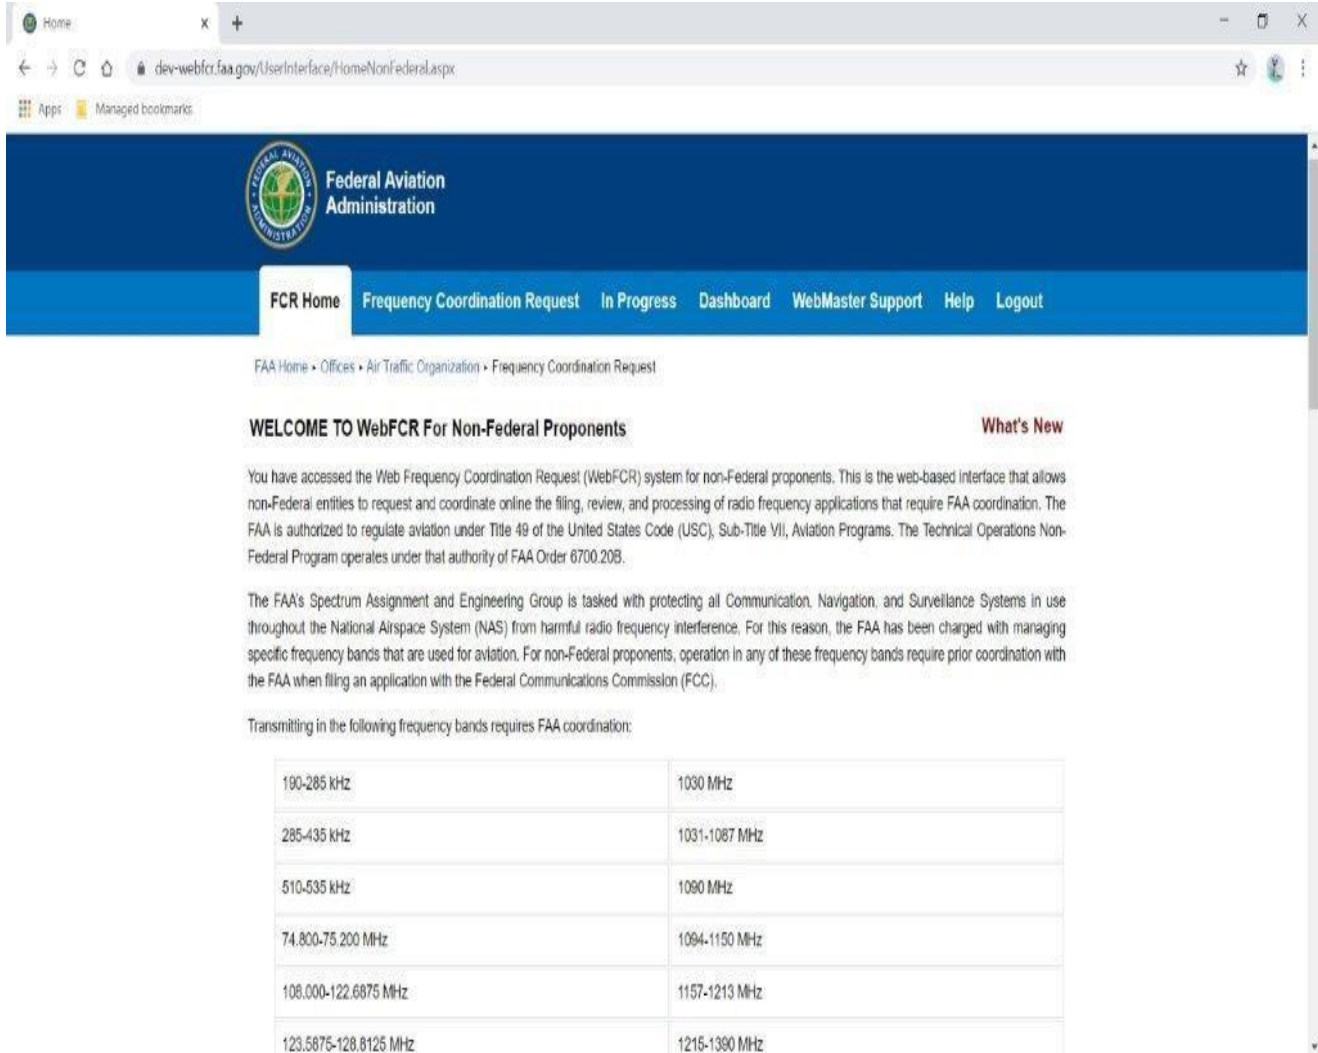 Home
dev-webfcr.faa.gov/UserInterface/HomeNonFederal.aspx
Apps Managed bookmarks
FEDERAL AVIATION ADMINISTRATION
Federal Aviation
Administration
FCR Home Frequency Coordination Request In Progress Dashboard WebMaster Support Help Logout
FAA Home ▸ Offices ▸ Air Traffic Organization ▸ Frequency Coordination Request
WELCOME TO WebFCR For Non-Federal Proponents What's New
You have accessed the Web Frequency Coordination Request (WebFCR) system for non-Federal proponents. This is the web-based interface that allows
non-Federal entities to request and coordinate online the filing, review, and processing of radio frequency applications that require FAA coordination. The
FAA is authorized to regulate aviation under Title 49 of the United States Code (USC), Sub-Title VII, Aviation Programs. The Technical Operations Non-
Federal Program operates under that authority of FAA Order 6700.20B.
The FAA's Spectrum Assignment and Engineering Group is tasked with protecting all Communication, Navigation, and Surveillance Systems in use
throughout the National Airspace System (NAS) from harmful radio frequency interference. For this reason, the FAA has been charged with managing
specific frequency bands that are used for aviation. For non-Federal proponents, operation in any of these frequency bands require prior coordination with
the FAA when filing an application with the Federal Communications Commission (FCC).
Transmitting in the following frequency bands requires FAA coordination:
190-285 kHz 1030 MHz
285-435 kHz 1031-1087 MHz
510-535 kHz 1090 MHz
74.800-75.200 MHz 1094-1150 MHz
108.000-122.6875 MHz 1157-1213 MHz
123.5875-128.8125 MHz 1215-1390 MHz